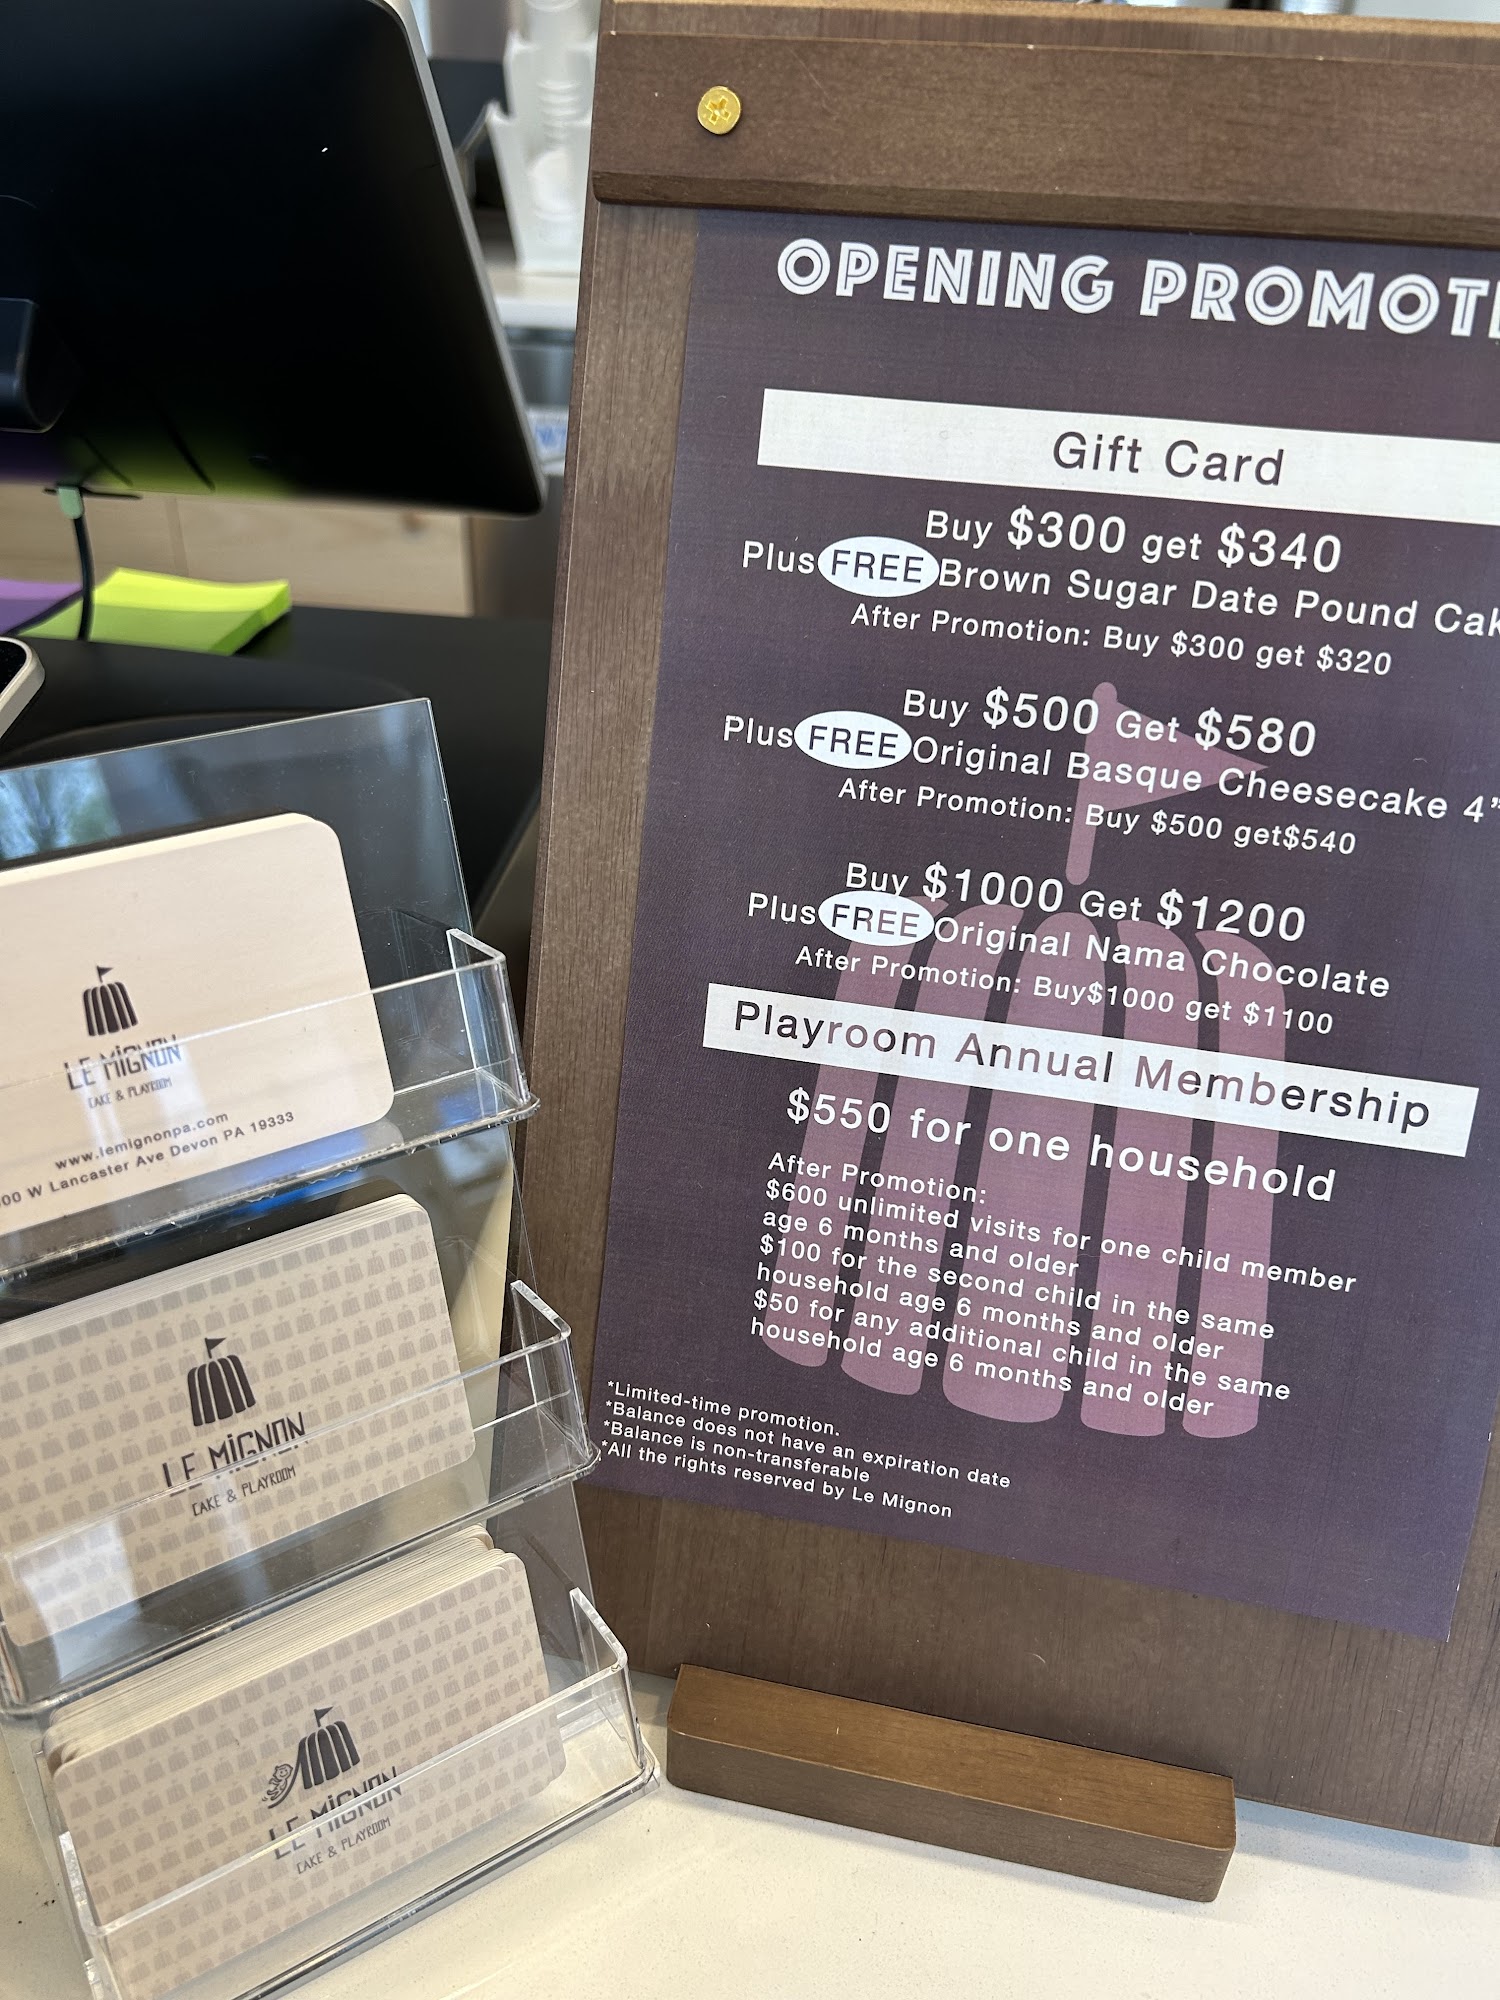 OPENING PROMOTI
Gift Card
Buy $300 get $340
Plus FREE Brown Sugar Date Pound Cak
After Promotion: Buy $300 get $320
Buy $500 Get $580
Plus FREE Original Basque Cheesecake 4"
After Promotion: Buy $500 get$540
Buy $1000 Get $1200
Plus FREE Original Nama Chocolate
After Promotion: Buy$1000 get $1100
Playroom Annual Membership
$550 for one household
After Promotion:
$600 unlimited visits for one child member
age 6 months and older
$100 for the second child in the same
household age 6 months and older
$50 for any additional child in the same
household age 6 months and older
*Limited-time promotion.
*Balance does not have an expiration date
*Balance is non-transferable
*All the rights reserved by Le Mignon
LE MiGNON
CAKE & PLAYROOM
www.lemignonpa.com
00 W Lancaster Ave Devon PA 19333
LE MiGNON
CAKE & PLAYROOM
LE MiGNON
CAKE & PLAYROOM